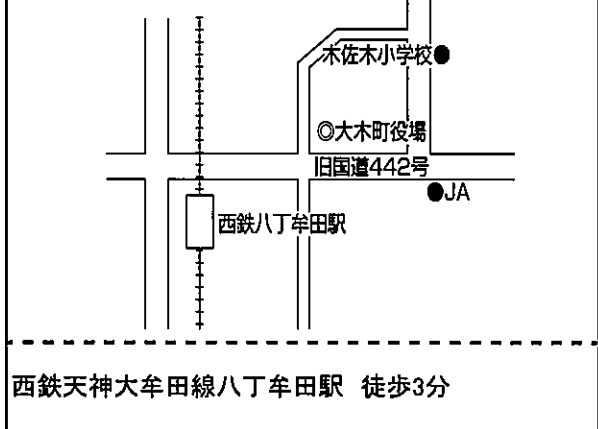 木佐木小学校
◎大木町役場
旧国道442号
JA
西鉄八丁牟田駅
西鉄天神大牟田線八丁牟田駅 徒歩3分